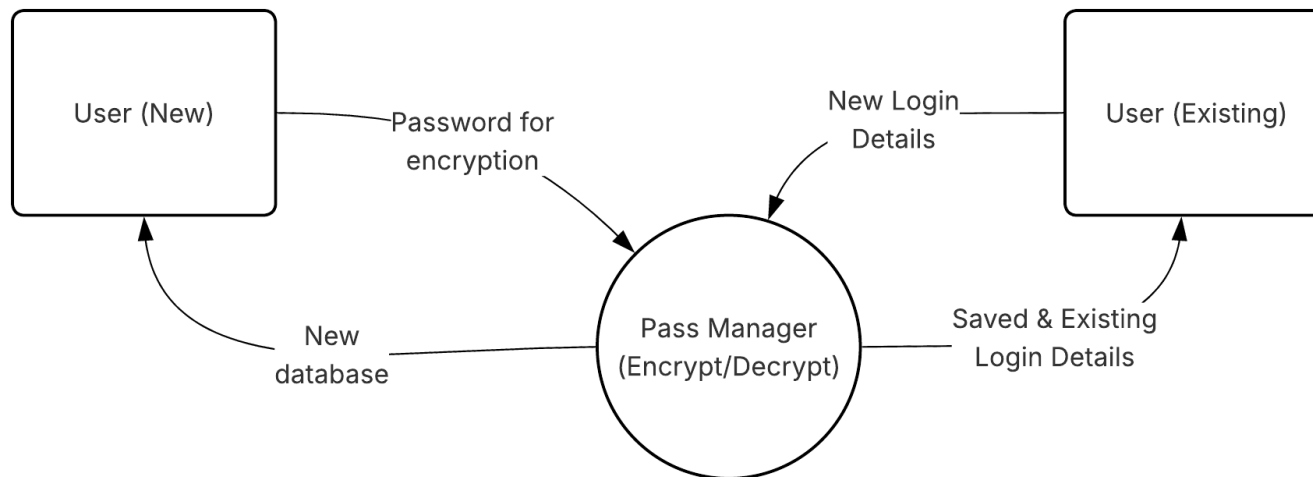 User (New)
Password for
encryption
New Login
Details
User (Existing)
New
database
Pass Manager
(Encrypt/Decrypt)
Saved & Existing
Login Details